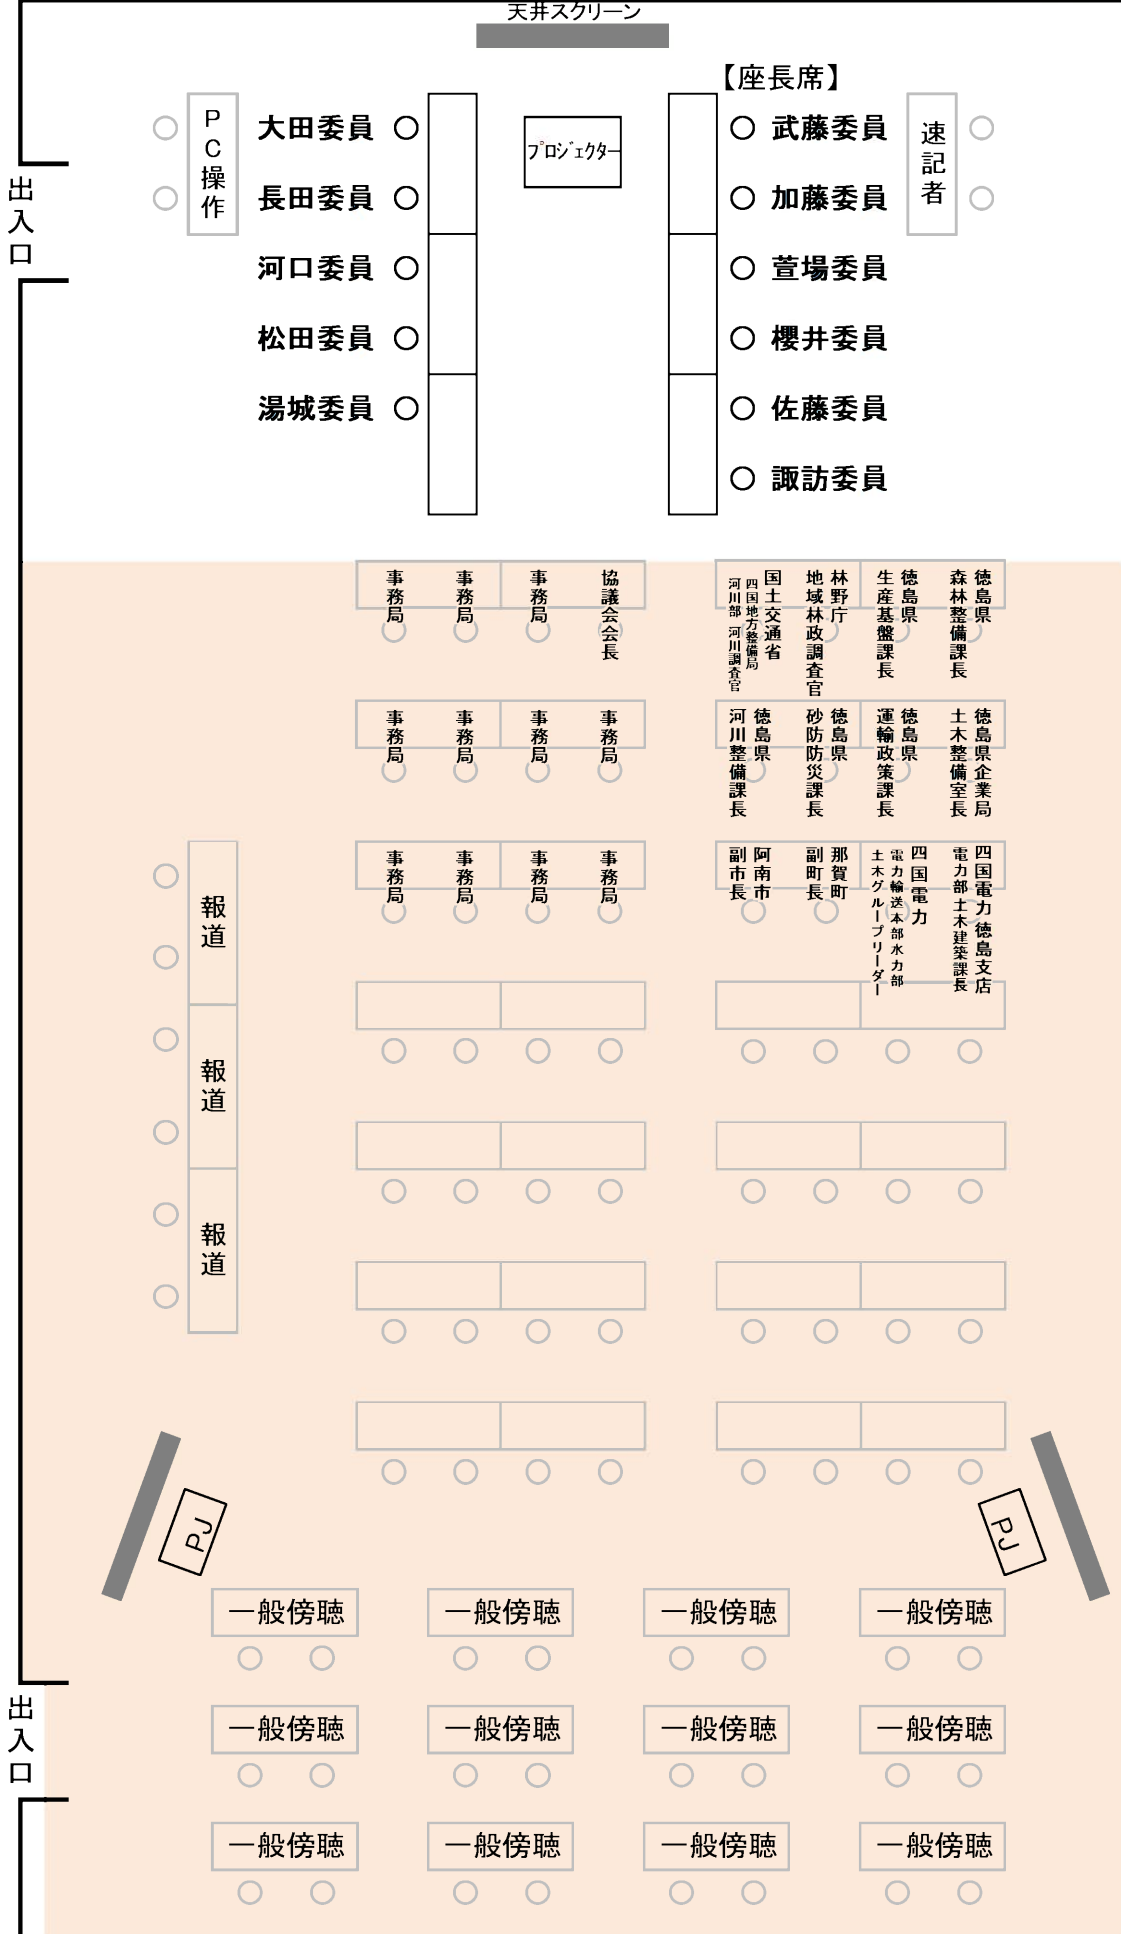 天井スクリーン
【座長席】
PC操作
大田委員
プロジェクター
武藤委員
速記者
長田委員
加藤委員
出入口
河口委員
萱場委員
松田委員
櫻井委員
湯城委員
佐藤委員
諏訪委員
事務局
事務局
事務局
協議会会長
国土交通省
四国地方整備局
河川部 河川調査官
林野庁
地域林政調査官
徳島県
生産基盤課長
徳島県
森林整備課長
事務局
事務局
事務局
事務局
徳島県
河川整備課長
徳島県
砂防防災課長
徳島県
運輸政策課長
徳島県企業局
土木整備室長
事務局
事務局
事務局
事務局
阿南市
副市長
那賀町
副町長
四国電力
電力輸送本部水力部
土木グループリーダー
四国電力 徳島支店
電力部 土木建築課長
報道
報道
報道
PJ
PJ
一般傍聴
一般傍聴
一般傍聴
一般傍聴
出入口
一般傍聴
一般傍聴
一般傍聴
一般傍聴
一般傍聴
一般傍聴
一般傍聴
一般傍聴